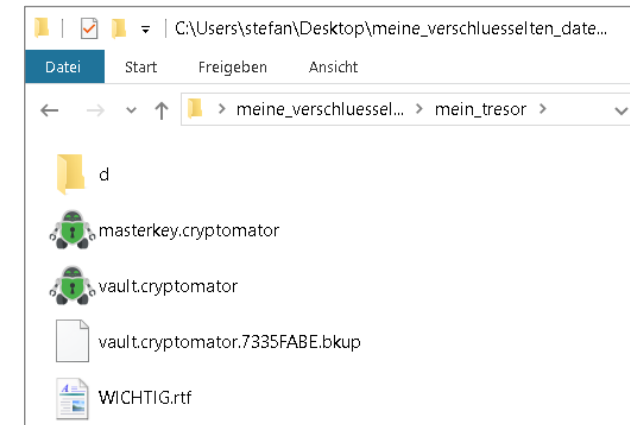 C:\Users\stefan\Desktop\meine_verschluesselten_date...
Datei Start Freigeben Ansicht
meine_verschluessel... > mein_tresor >
d
masterkey.cryptomator
vault.cryptomator
vault.cryptomator.7335FABE.bkup
WICHTIG.rtf